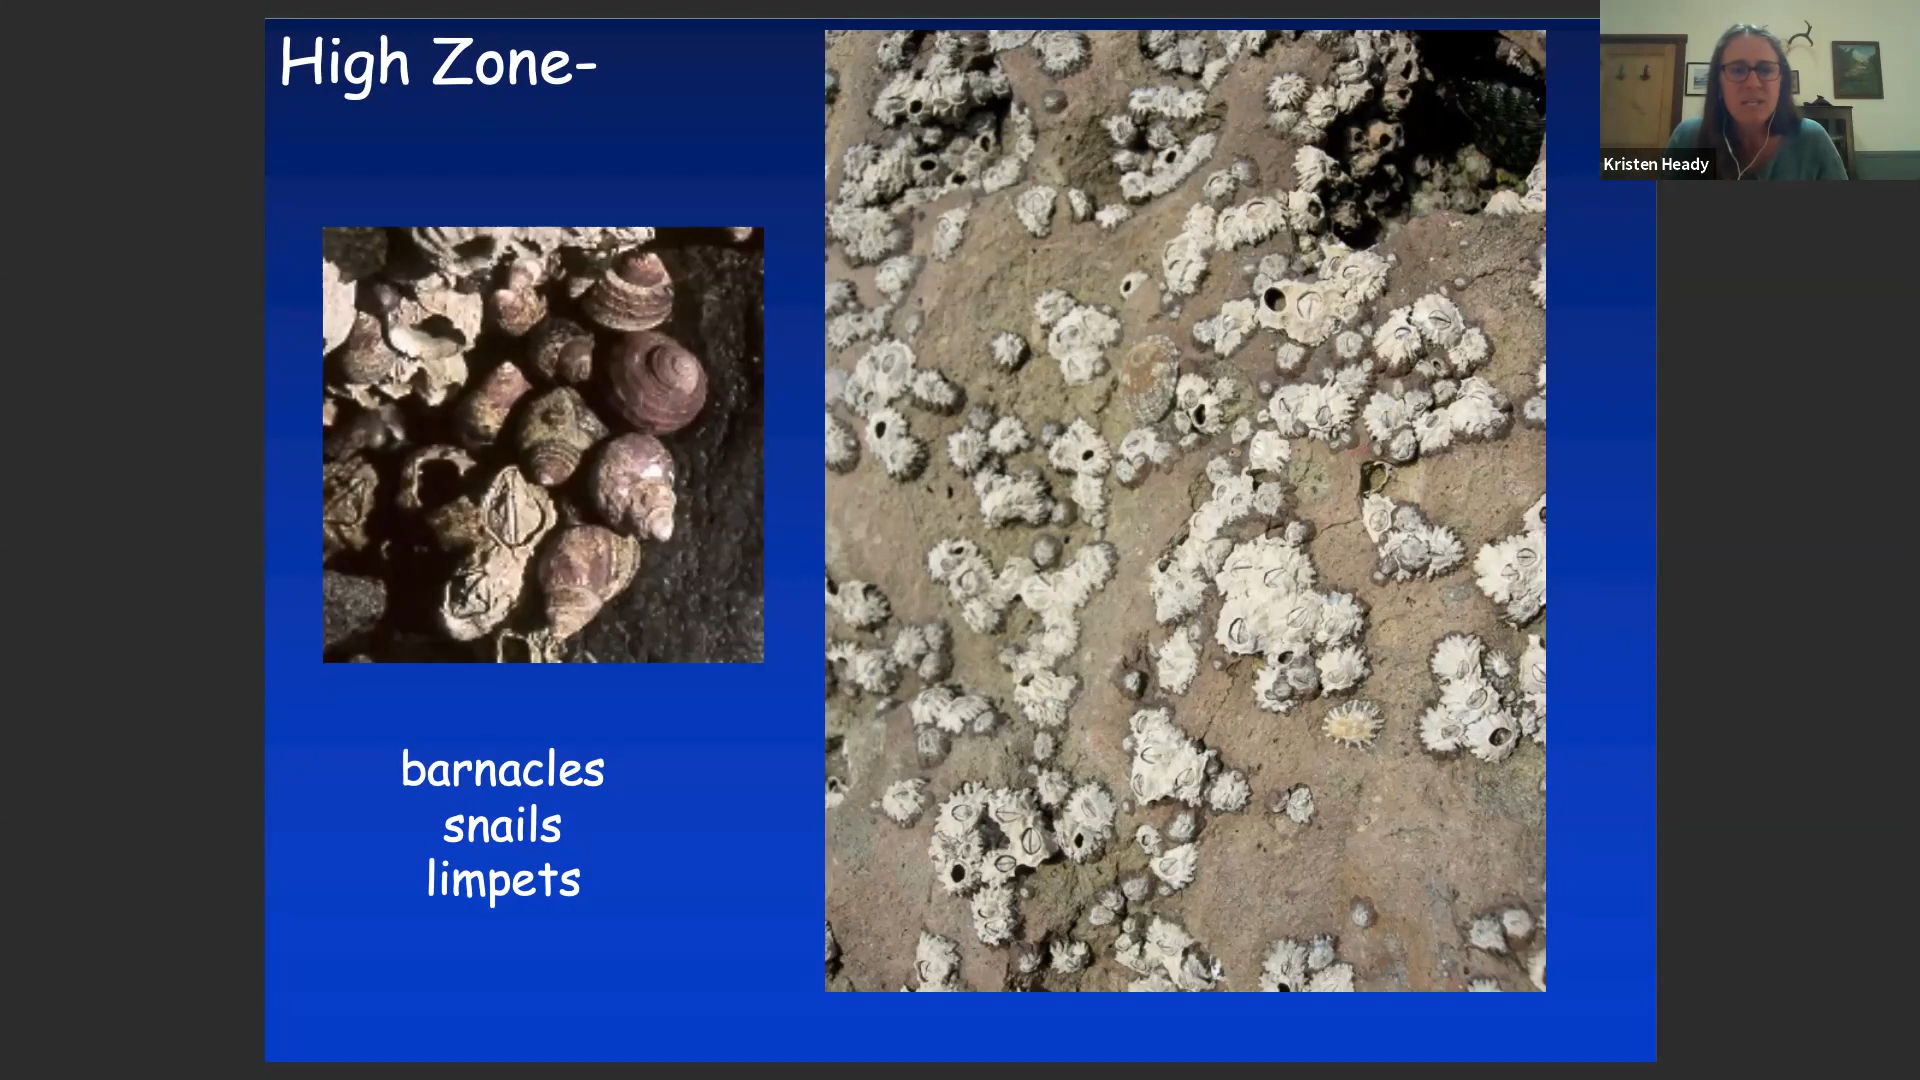 High Zone-
Kristen Heady
barnacles
snails
limpets